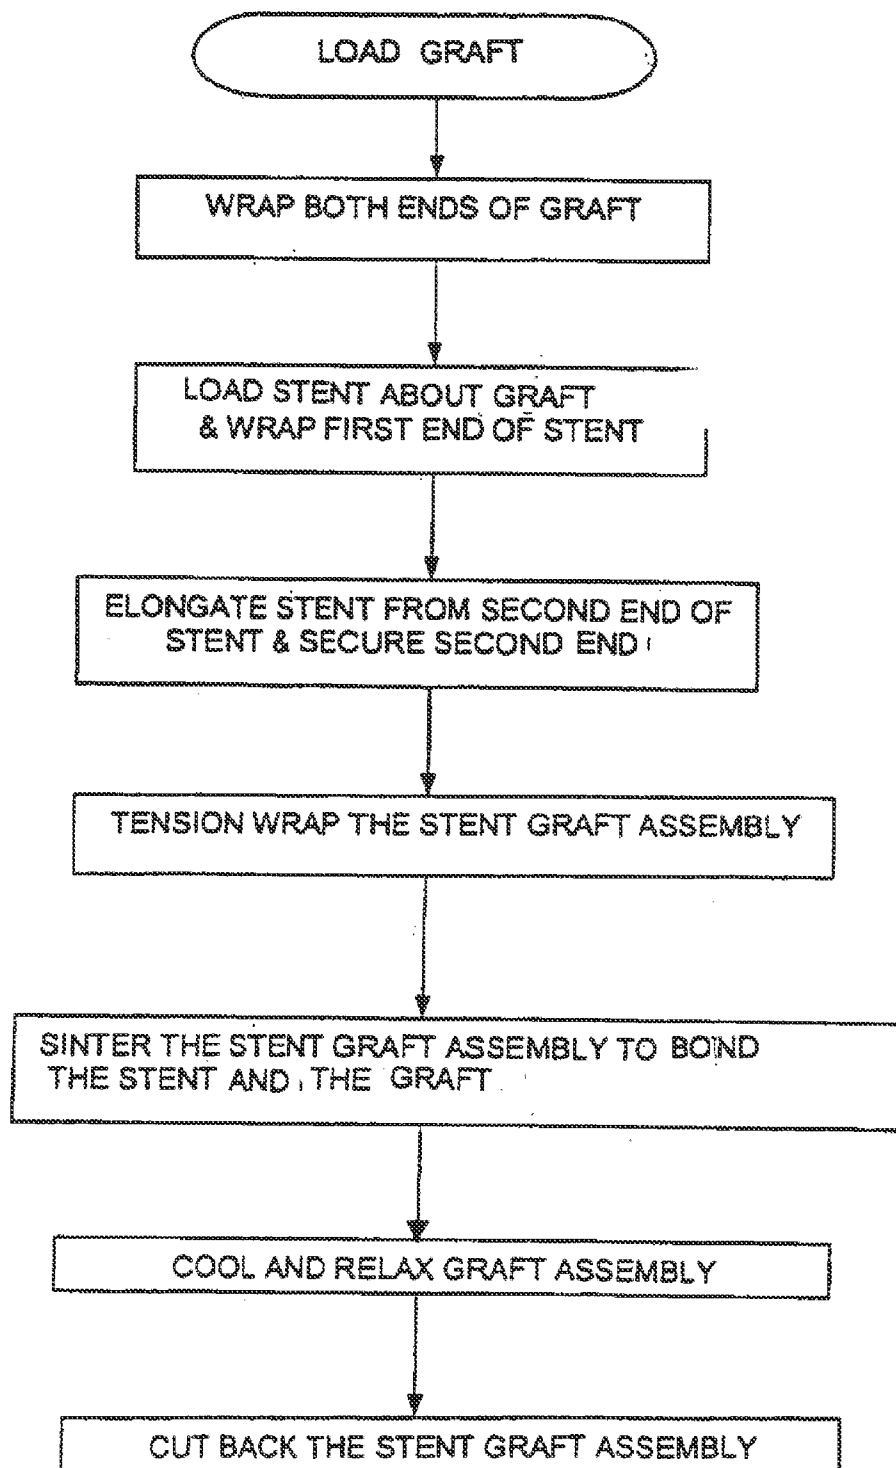 LOAD GRAFT
WRAP BOTH ENDS OF GRAFT
LOAD STENT ABOUT GRAFT
& WRAP FIRST END OF STENT
ELONGATE STENT FROM SECOND END OF
STENT & SECURE SECOND END
TENSION WRAP THE STENT GRAFT ASSEMBLY
SINTER THE STENT GRAFT ASSEMBLY TO BOND
THE STENT AND THE GRAFT
COOL AND RELAX GRAFT ASSEMBLY
CUT BACK THE STENT GRAFT ASSEMBLY